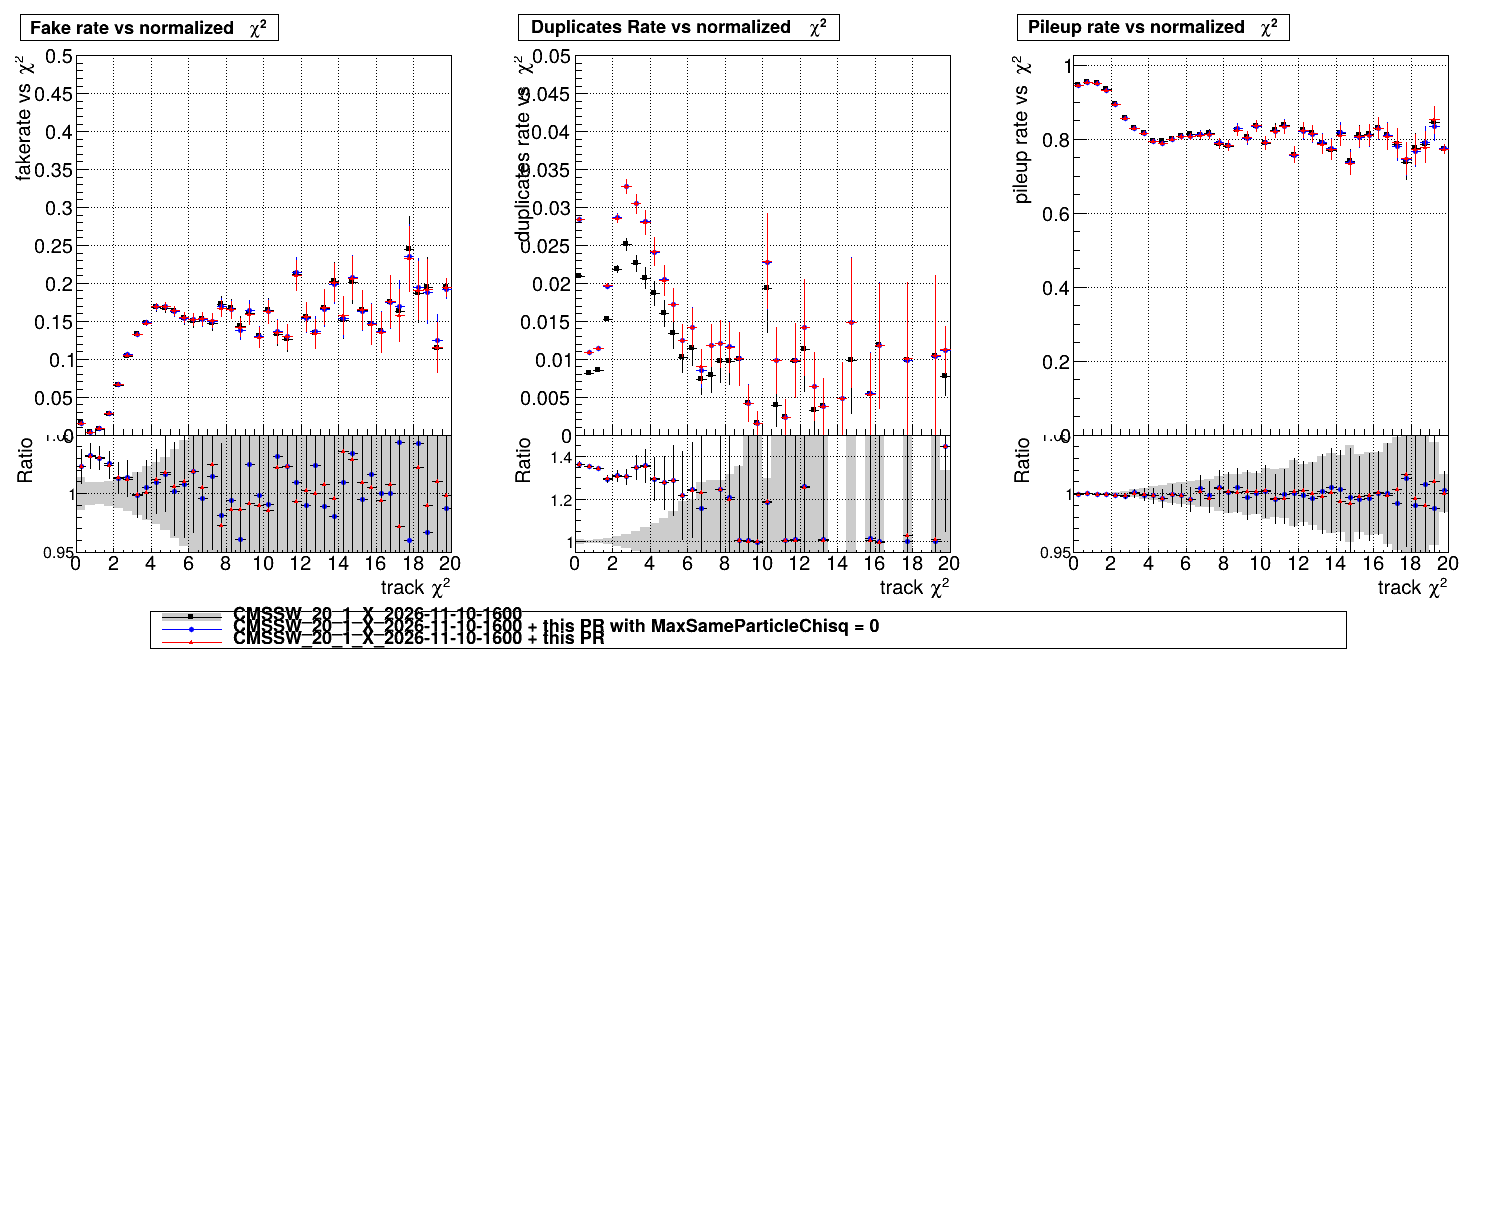 Fake rate vs normalized χ²
Duplicates Rate vs normalized χ²
Pileup rate vs normalized χ²
fakerate vs χ²
0.5
0.45
0.4
0.35
0.3
0.25
0.2
0.15
0.1
0.05
0
Ratio
1
0.95
0 2 4 6 8 10 12 14 16 18 20
track χ²
duplicates rate vs χ²
0.05
0.045
0.04
0.035
0.03
0.025
0.02
0.015
0.01
0.005
0
Ratio
1.4
1.2
1
0 2 4 6 8 10 12 14 16 18 20
track χ²
pileup rate vs χ²
1
0.8
0.6
0.4
0.2
0
Ratio
1
0.95
0 2 4 6 8 10 12 14 16 18 20
track χ²
CMSSW_20_1_X_2026-11-10-1600
CMSSW_20_1_X_2026-11-10-1600 + this PR with MaxSameParticleChisq = 0
CMSSW_20_1_X_2026-11-10-1600 + this PR